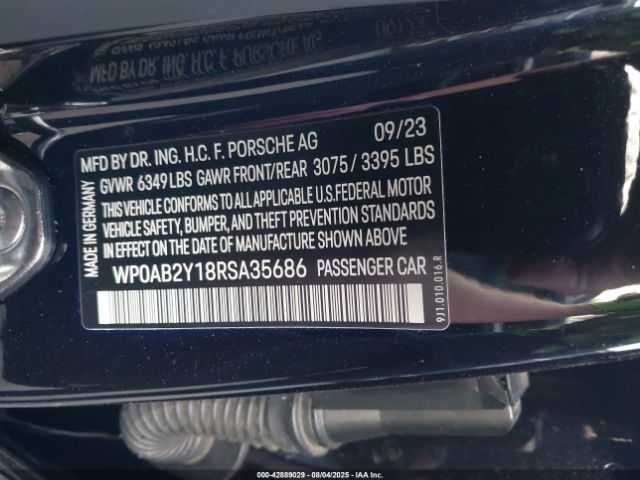 MFD BY DR. ING. H.C. F. PORSCHE AG 09/23
GVWR 6349 LBS GAWR FRONT/REAR 3075 / 3395 LBS
THIS VEHICLE CONFORMS TO ALL APPLICABLE U.S. FEDERAL MOTOR
VEHICLE SAFETY, BUMPER, AND THEFT PREVENTION STANDARDS
IN EFFECT ON THE DATE OF MANUFACTURE SHOWN ABOVE
WP0AB2Y18RSA35686 PASSENGER CAR
MADE IN GERMANY
9J1.010.016.R
000-42889029 | 08/04/2025 | IAA Inc.